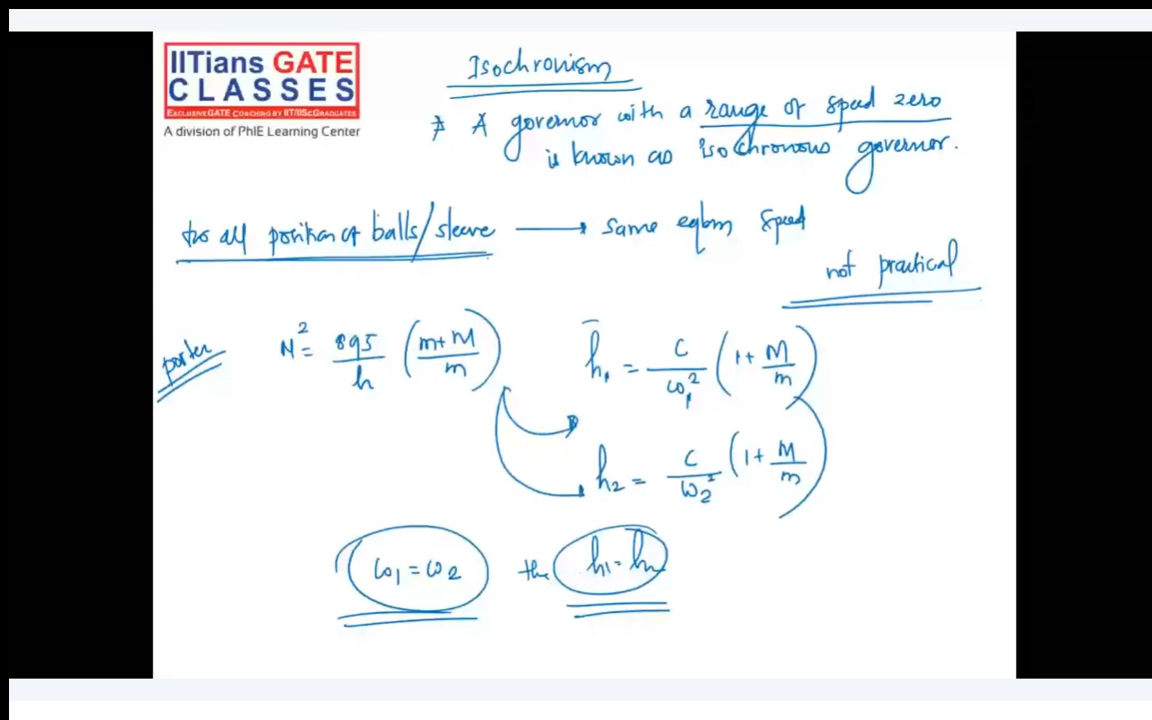 IITians GATE
CLASSES
EXCLUSIVE GATE COACHING BY IIT/IISC GRADUATES
A division of PhIE Learning Center
Isochronism
* A governor with a range of speed zero
is known as isochronous governor.
for all position of balls/sleeve → same eqbm speed
not practical
porter
N² = 895/h (m+M/m)
h₁ = C/ω₁² (1+ M/m)
h₂ = C/ω₂² (1+ M/m)
ω₁ = ω₂ the h₁ = h₂